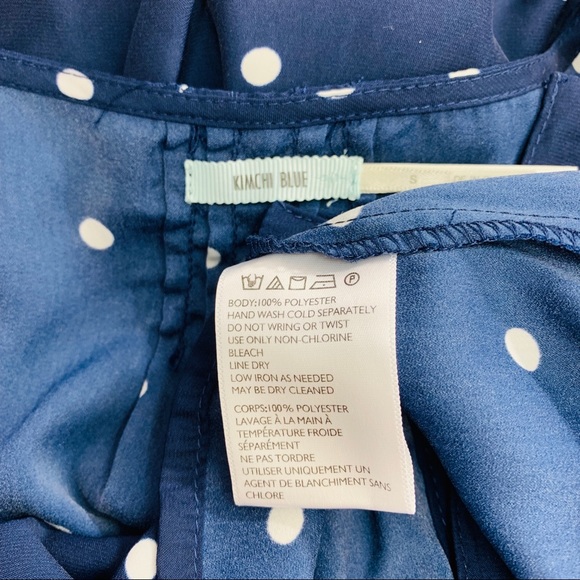 KIMCHI BLUE
S
BODY:100% POLYESTER
HAND WASH COLD SEPARATELY
DO NOT WRING OR TWIST
USE ONLY NON-CHLORINE
BLEACH
LINE DRY
LOW IRON AS NEEDED
MAY BE DRY CLEANED
CORPS:100% POLYESTER
LAVAGE À LA MAIN À
TEMPÉRATURE FROIDE
SÉPARÉMENT
NE PAS TORDRE
UTILISER UNIQUEMENT UN
AGENT DE BLANCHIMENT SANS
CHLORE